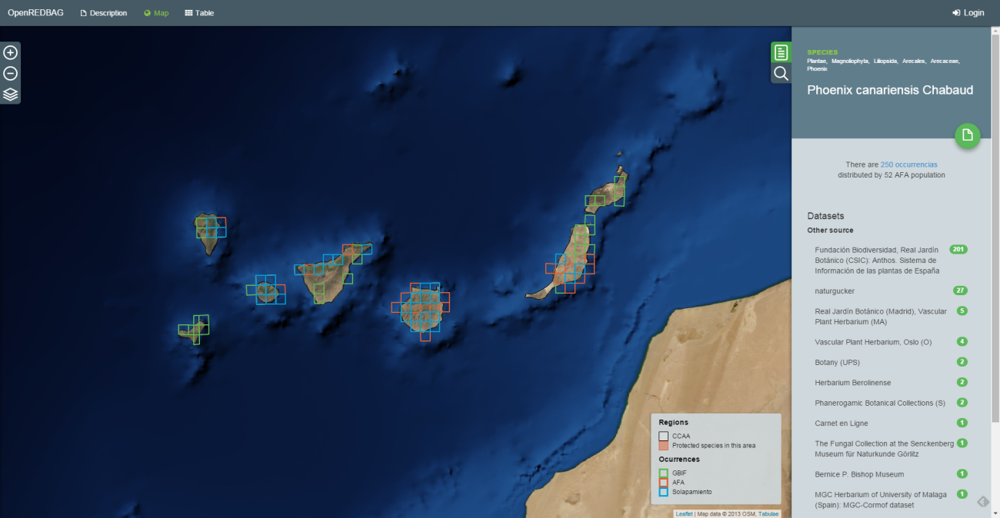 OpenREDBAG Description Map Table Login
SPECIES
Plantae, Magnoliophyta, Liliopsida, Arecales, Arecaceae,
Phoenix
Phoenix canariensis Chabaud
There are 250 occurrencias
distributed by 52 AFA population
Datasets
Other source
Fundación Biodiversidad, Real Jardín 201
Botánico (CSIC): Anthos. Sistema de
Información de las plantas de España
naturgucker 27
Real Jardín Botánico (Madrid), Vascular 5
Plant Herbarium (MA)
Vascular Plant Herbarium, Oslo (O) 4
Botany (UPS) 2
Herbarium Berolinense 2
Phanerogamic Botanical Collections (S) 2
Carnet en Ligne 1
The Fungal Collection at the Senckenberg 1
Museum für Naturkunde Görlitz
Bernice P. Bishop Museum 1
MGC Herbarium of University of Malaga 1
(Spain): MGC-Cormof dataset
Regions
CCAA
Protected species in this area
Ocurrences
GBIF
AFA
Solapamiento
Leaflet | Map data © 2013 OSM, Tabulae